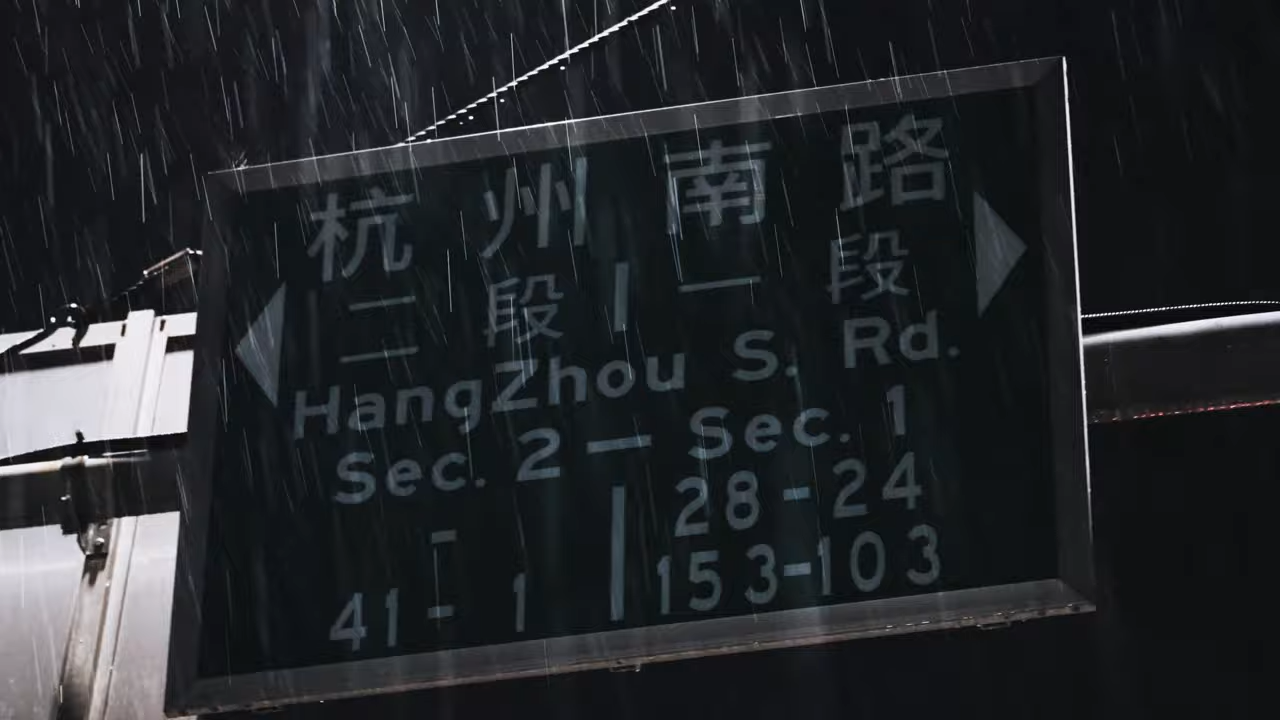 杭州南路
二段 一段
HangZhou S. Rd.
Sec. 2 — Sec. 1
- 28-24
41-1 153-103